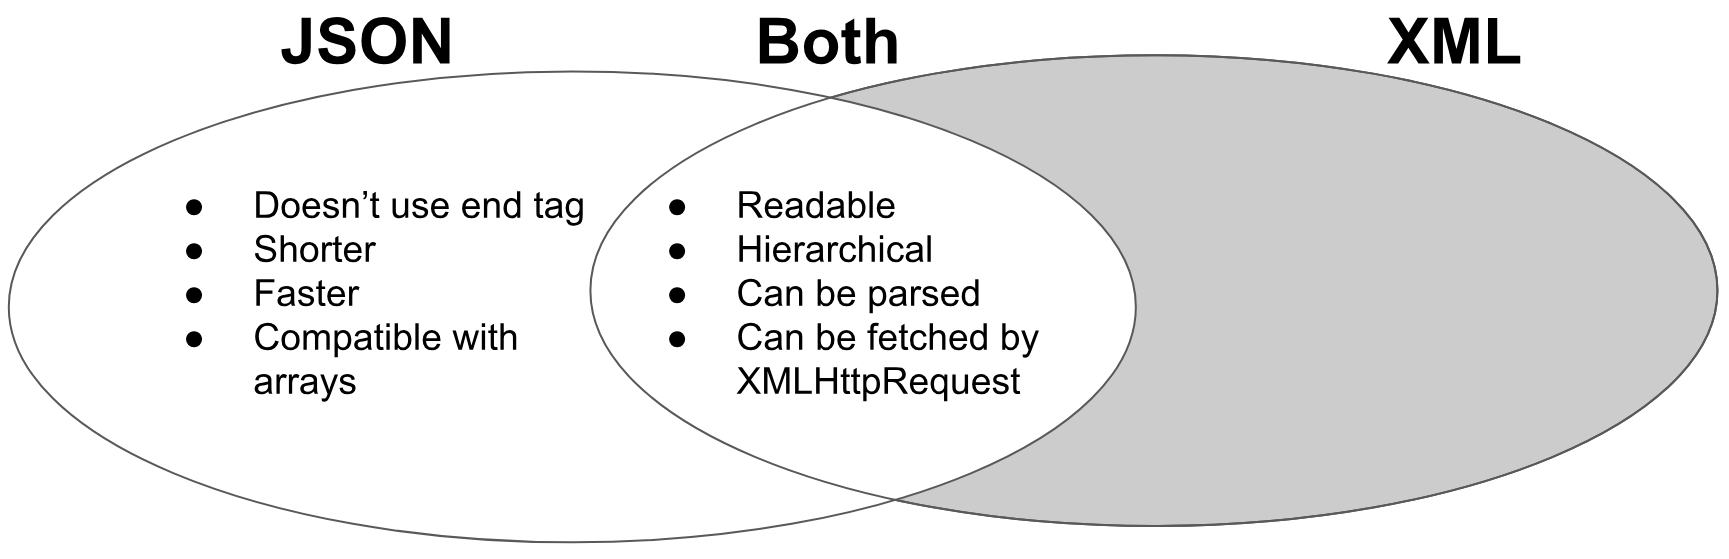 JSON
Both
XML
● Doesn’t use end tag
● Shorter
● Faster
● Compatible with
arrays
● Readable
● Hierarchical
● Can be parsed
● Can be fetched by
XMLHttpRequest